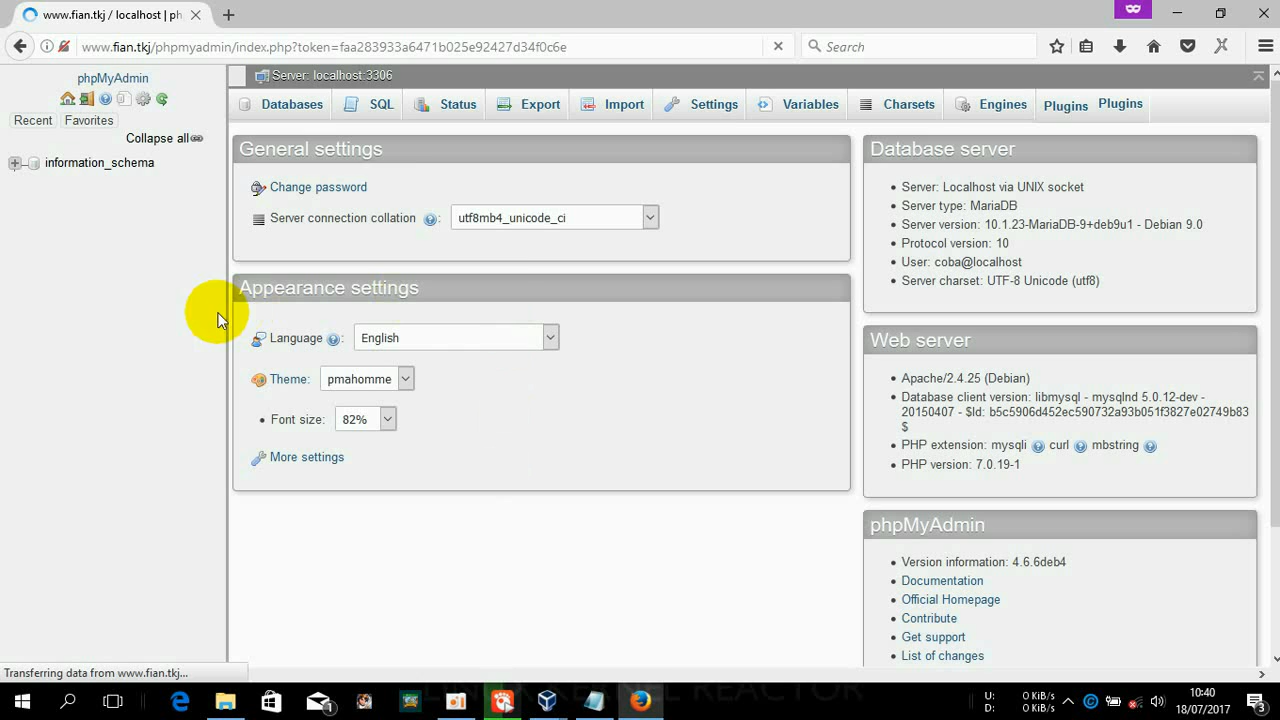 www.fian.tkj / localhost | ph
www.fian.tkj/phpmyadmin/index.php?token=faa283933a6471b025e92427d34f0c6e
Search
phpMyAdmin
Recent Favorites
Collapse all
information_schema
Server: localhost:3306
Databases SQL Status Export Import Settings Variables Charsets Engines Plugins Plugins
General settings
Change password
Server connection collation : utf8mb4_unicode_ci
Appearance settings
Language : English
Theme: pmahomme
• Font size: 82%
More settings
Database server
• Server: Localhost via UNIX socket
• Server type: MariaDB
• Server version: 10.1.23-MariaDB-9+deb9u1 - Debian 9.0
• Protocol version: 10
• User: coba@localhost
• Server charset: UTF-8 Unicode (utf8)
Web server
• Apache/2.4.25 (Debian)
• Database client version: libmysql - mysqlnd 5.0.12-dev -
20150407 - $Id: b5c5906d452ec590732a93b051f3827e02749b83
$
• PHP extension: mysqli curl mbstring
• PHP version: 7.0.19-1
phpMyAdmin
• Version information: 4.6.6deb4
• Documentation
• Official Homepage
• Contribute
• Get support
• List of changes
Transferring data from www.fian.tkj...
KERNEL REACTOR
U: 0 KiB/s
D: 0 KiB/s
10:40
18/07/2017
1
3